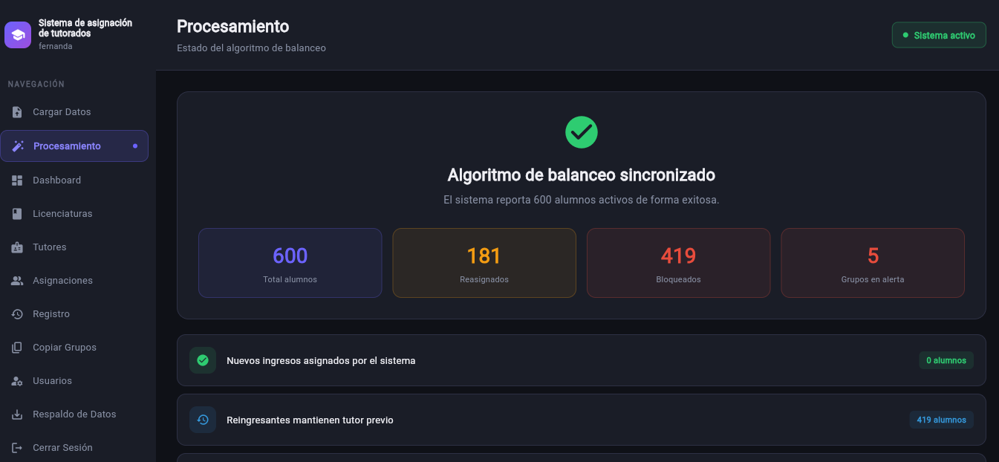 Sistema de asignación
de tutorados
fernanda
NAVEGACIÓN
Cargar Datos
Procesamiento
Dashboard
Licenciaturas
Tutores
Asignaciones
Registro
Copiar Grupos
Usuarios
Respaldo de Datos
Cerrar Sesión
Procesamiento
Estado del algoritmo de balanceo
Sistema activo
Algoritmo de balanceo sincronizado
El sistema reporta 600 alumnos activos de forma exitosa.
600
Total alumnos
181
Reasignados
419
Bloqueados
5
Grupos en alerta
Nuevos ingresos asignados por el sistema
0 alumnos
Reingresantes mantienen tutor previo
419 alumnos